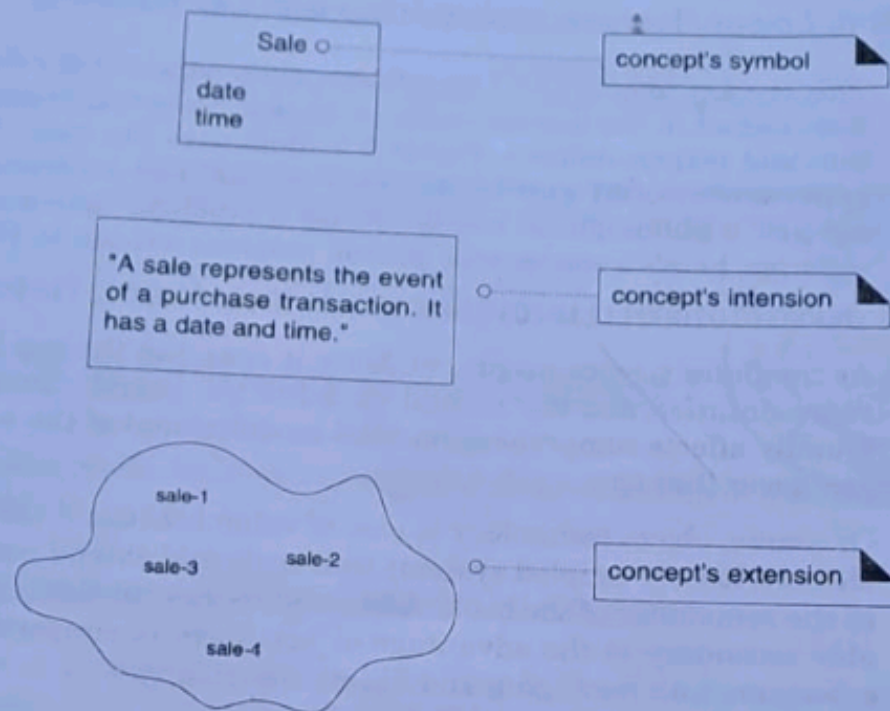 Sale
concept's symbol
date
time
"A sale represents the event
of a purchase transaction. It
has a date and time."
concept's intension
sale-1
sale-3
sale-2
concept's extension
sale-4